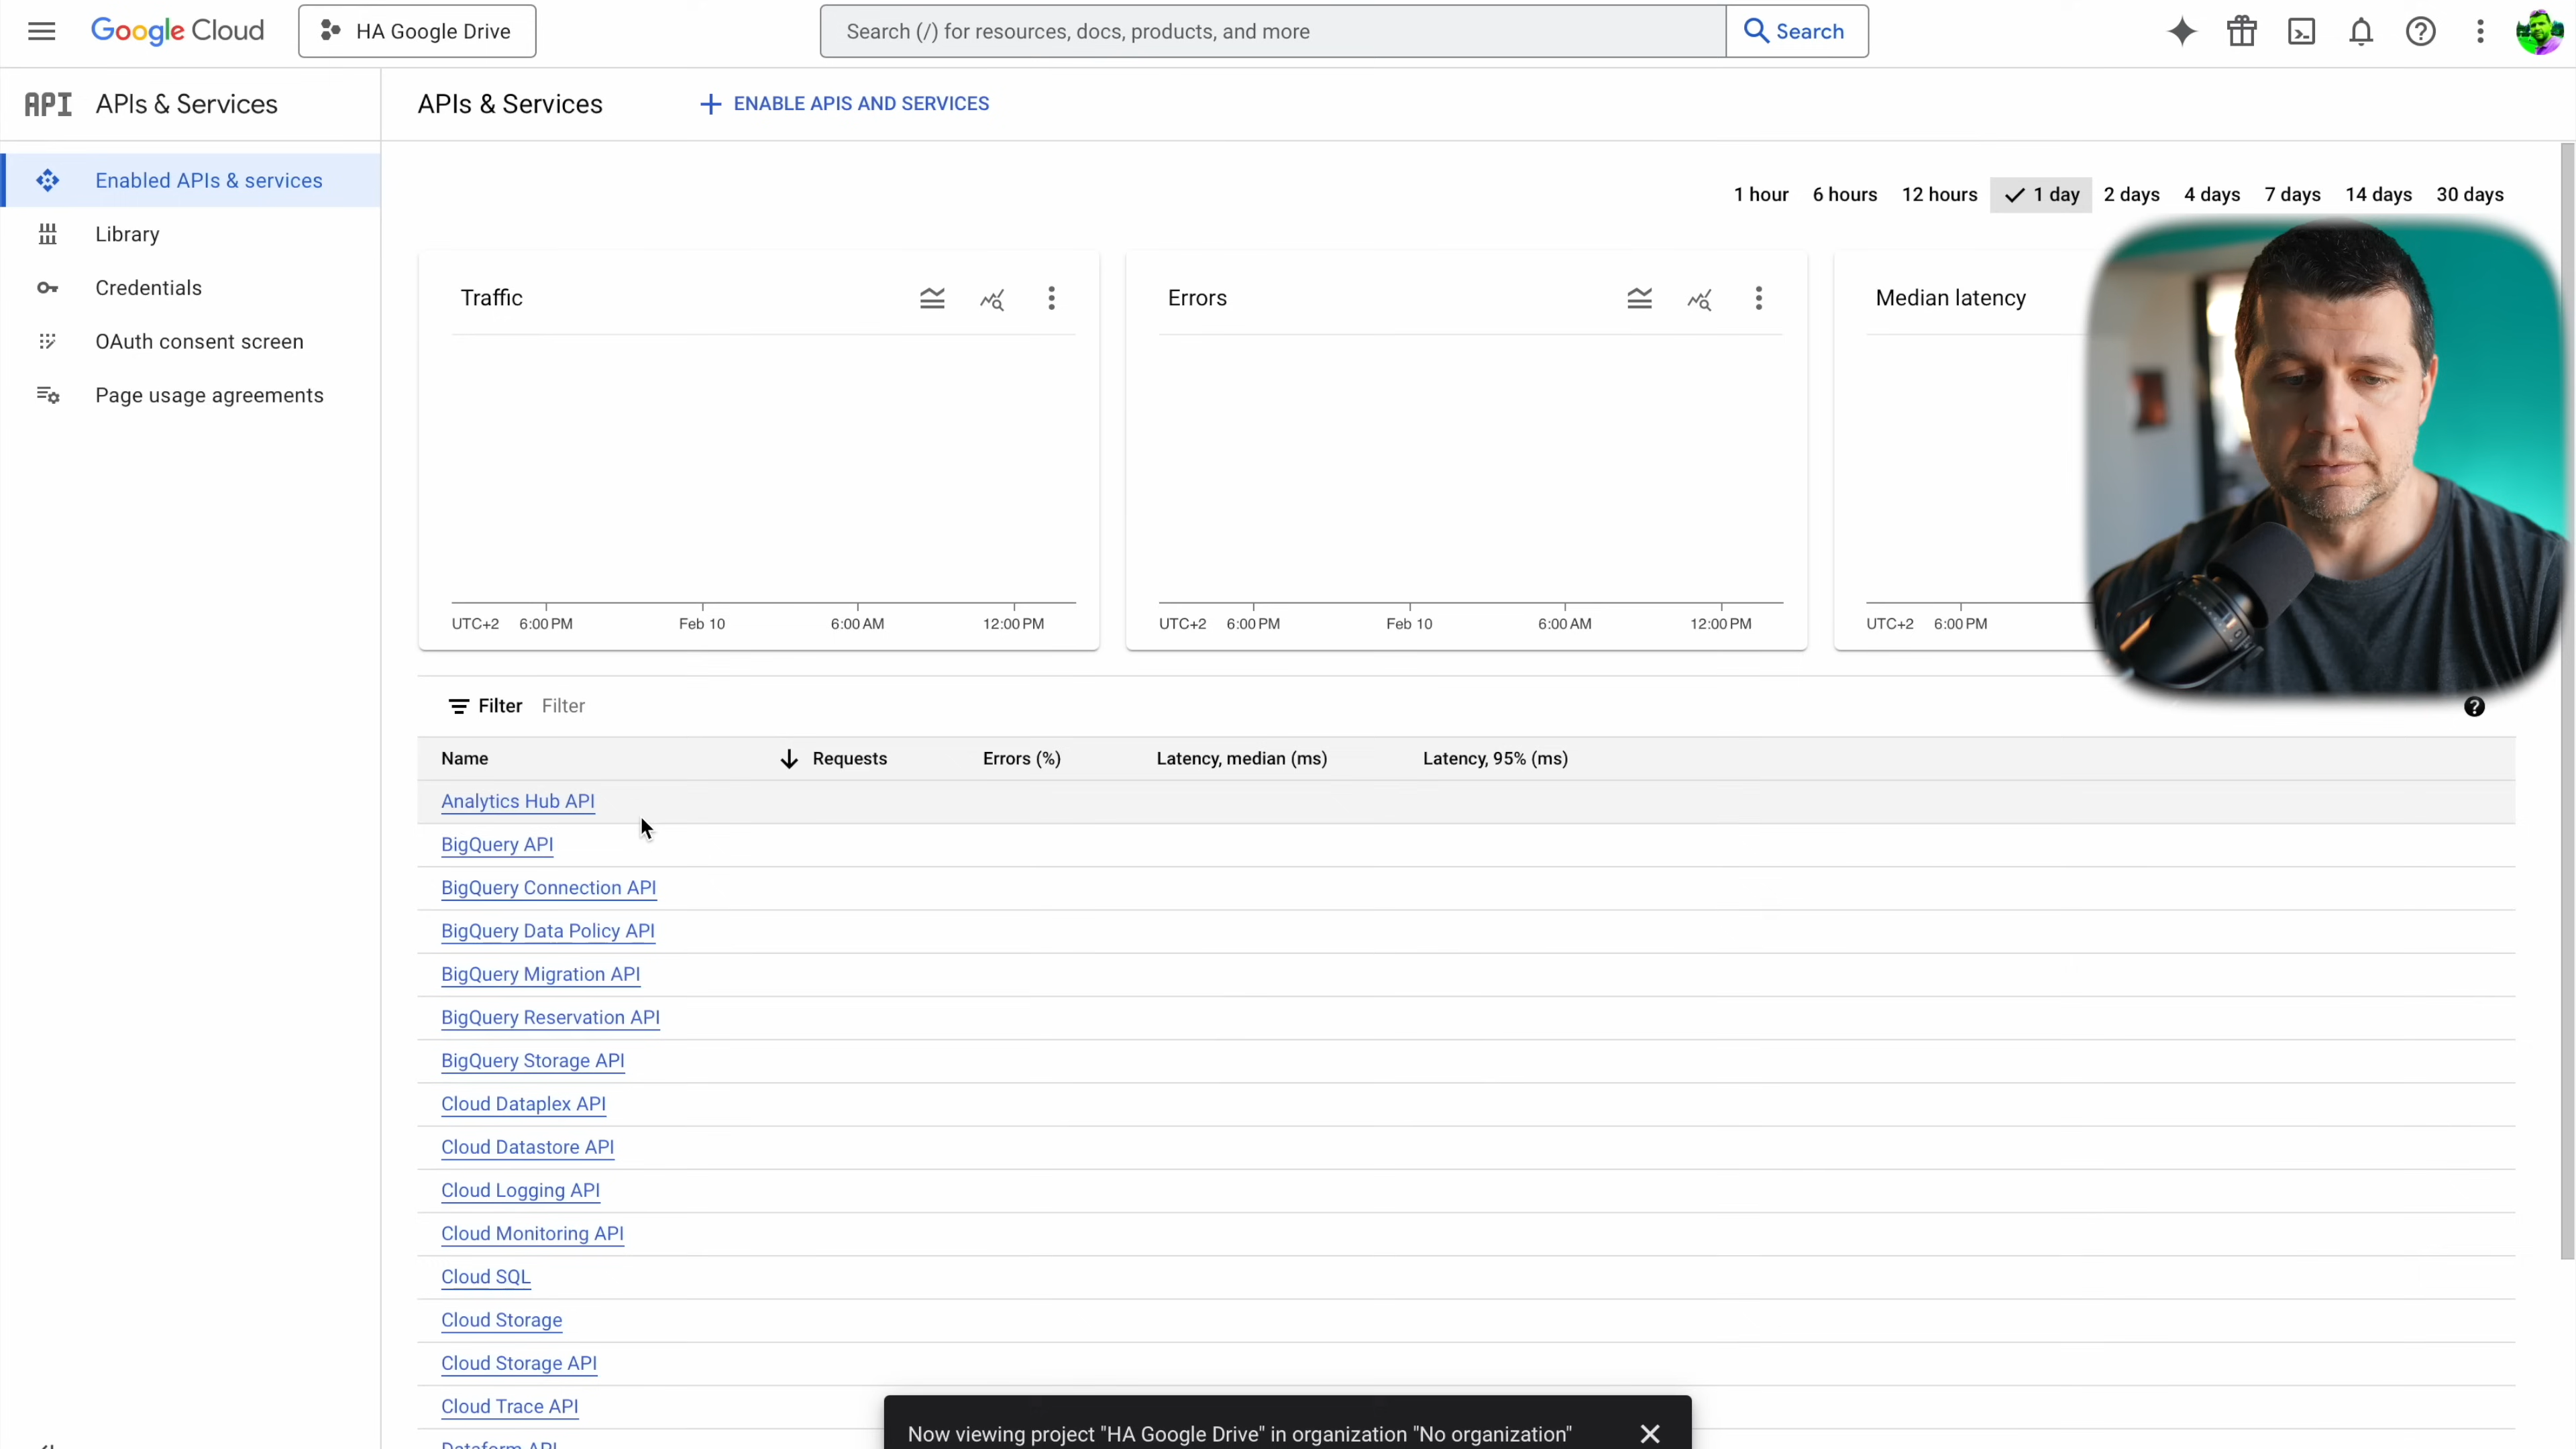 Google Cloud
HA Google Drive
Search (/) for resources, docs, products, and more
Search
API
APIs & Services
Enabled APIs & services
Library
Credentials
OAuth consent screen
Page usage agreements
APIs & Services
ENABLE APIS AND SERVICES
1 hour 6 hours 12 hours 1 day 2 days 4 days 7 days 14 days 30 days
Traffic
UTC+2 6:00 PM Feb 10 6:00 AM 12:00 PM
Errors
UTC+2 6:00 PM Feb 10 6:00 AM 12:00 PM
Median latency
UTC+2 6:00 PM
Filter Filter
Name Requests Errors (%) Latency, median (ms) Latency, 95% (ms)
Analytics Hub API
BigQuery API
BigQuery Connection API
BigQuery Data Policy API
BigQuery Migration API
BigQuery Reservation API
BigQuery Storage API
Cloud Dataplex API
Cloud Datastore API
Cloud Logging API
Cloud Monitoring API
Cloud SQL
Cloud Storage
Cloud Storage API
Cloud Trace API
Dataform API
Now viewing project "HA Google Drive" in organization "No organization"